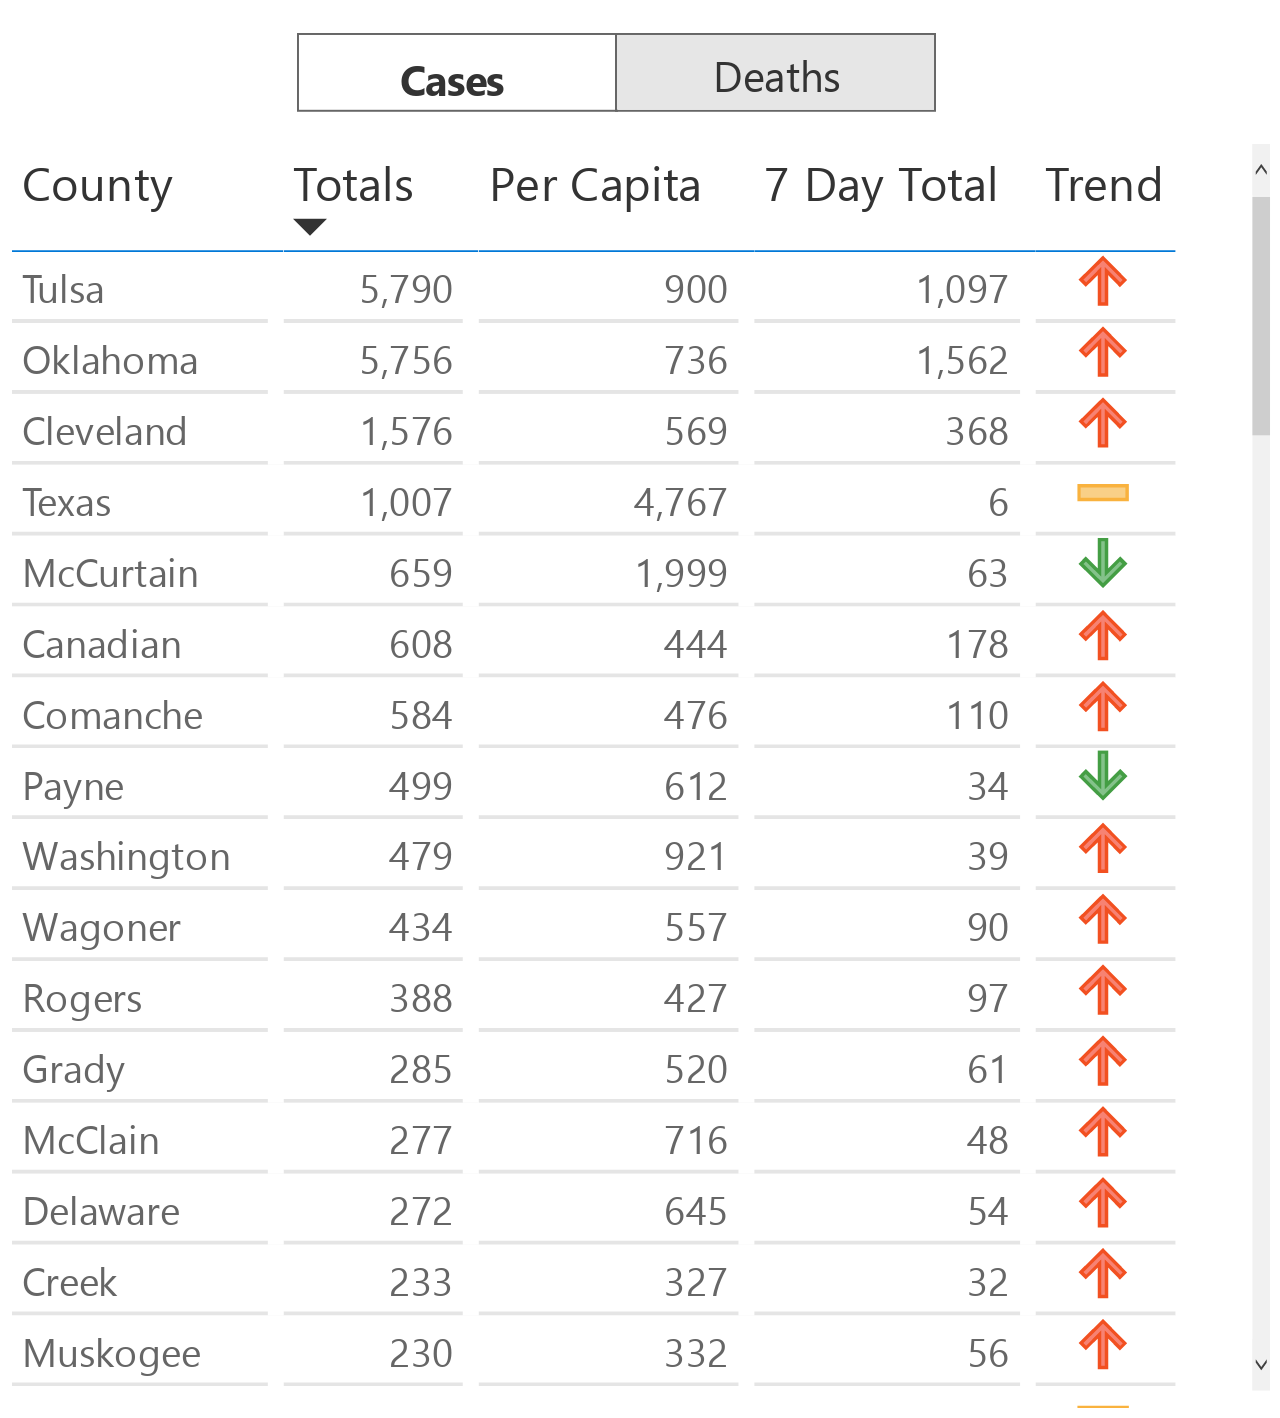 Cases Deaths
County Totals Per Capita 7 Day Total Trend
Tulsa 5,790 900 1,097
Oklahoma 5,756 736 1,562
Cleveland 1,576 569 368
Texas 1,007 4,767 6
McCurtain 659 1,999 63
Canadian 608 444 178
Comanche 584 476 110
Payne 499 612 34
Washington 479 921 39
Wagoner 434 557 90
Rogers 388 427 97
Grady 285 520 61
McClain 277 716 48
Delaware 272 645 54
Creek 233 327 32
Muskogee 230 332 56